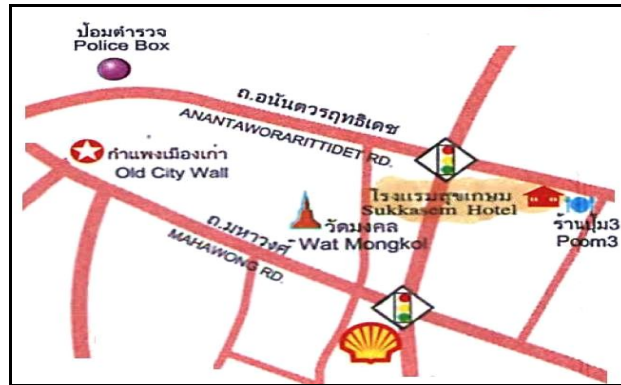 ป้อมตำรวจ
Police Box
ถ.อนันตวรฤทธิเดช
ANANTAWORARITTIDET RD.
กำแพงเมืองเก่า
Old City Wall
โรงแรมสุขเกษม
Sukkasem Hotel
ร้านปุ้ม3
Poom3
วัดมงคล
Wat Mongkol
ถ.มหาวงศ์
MAHAWONG RD.